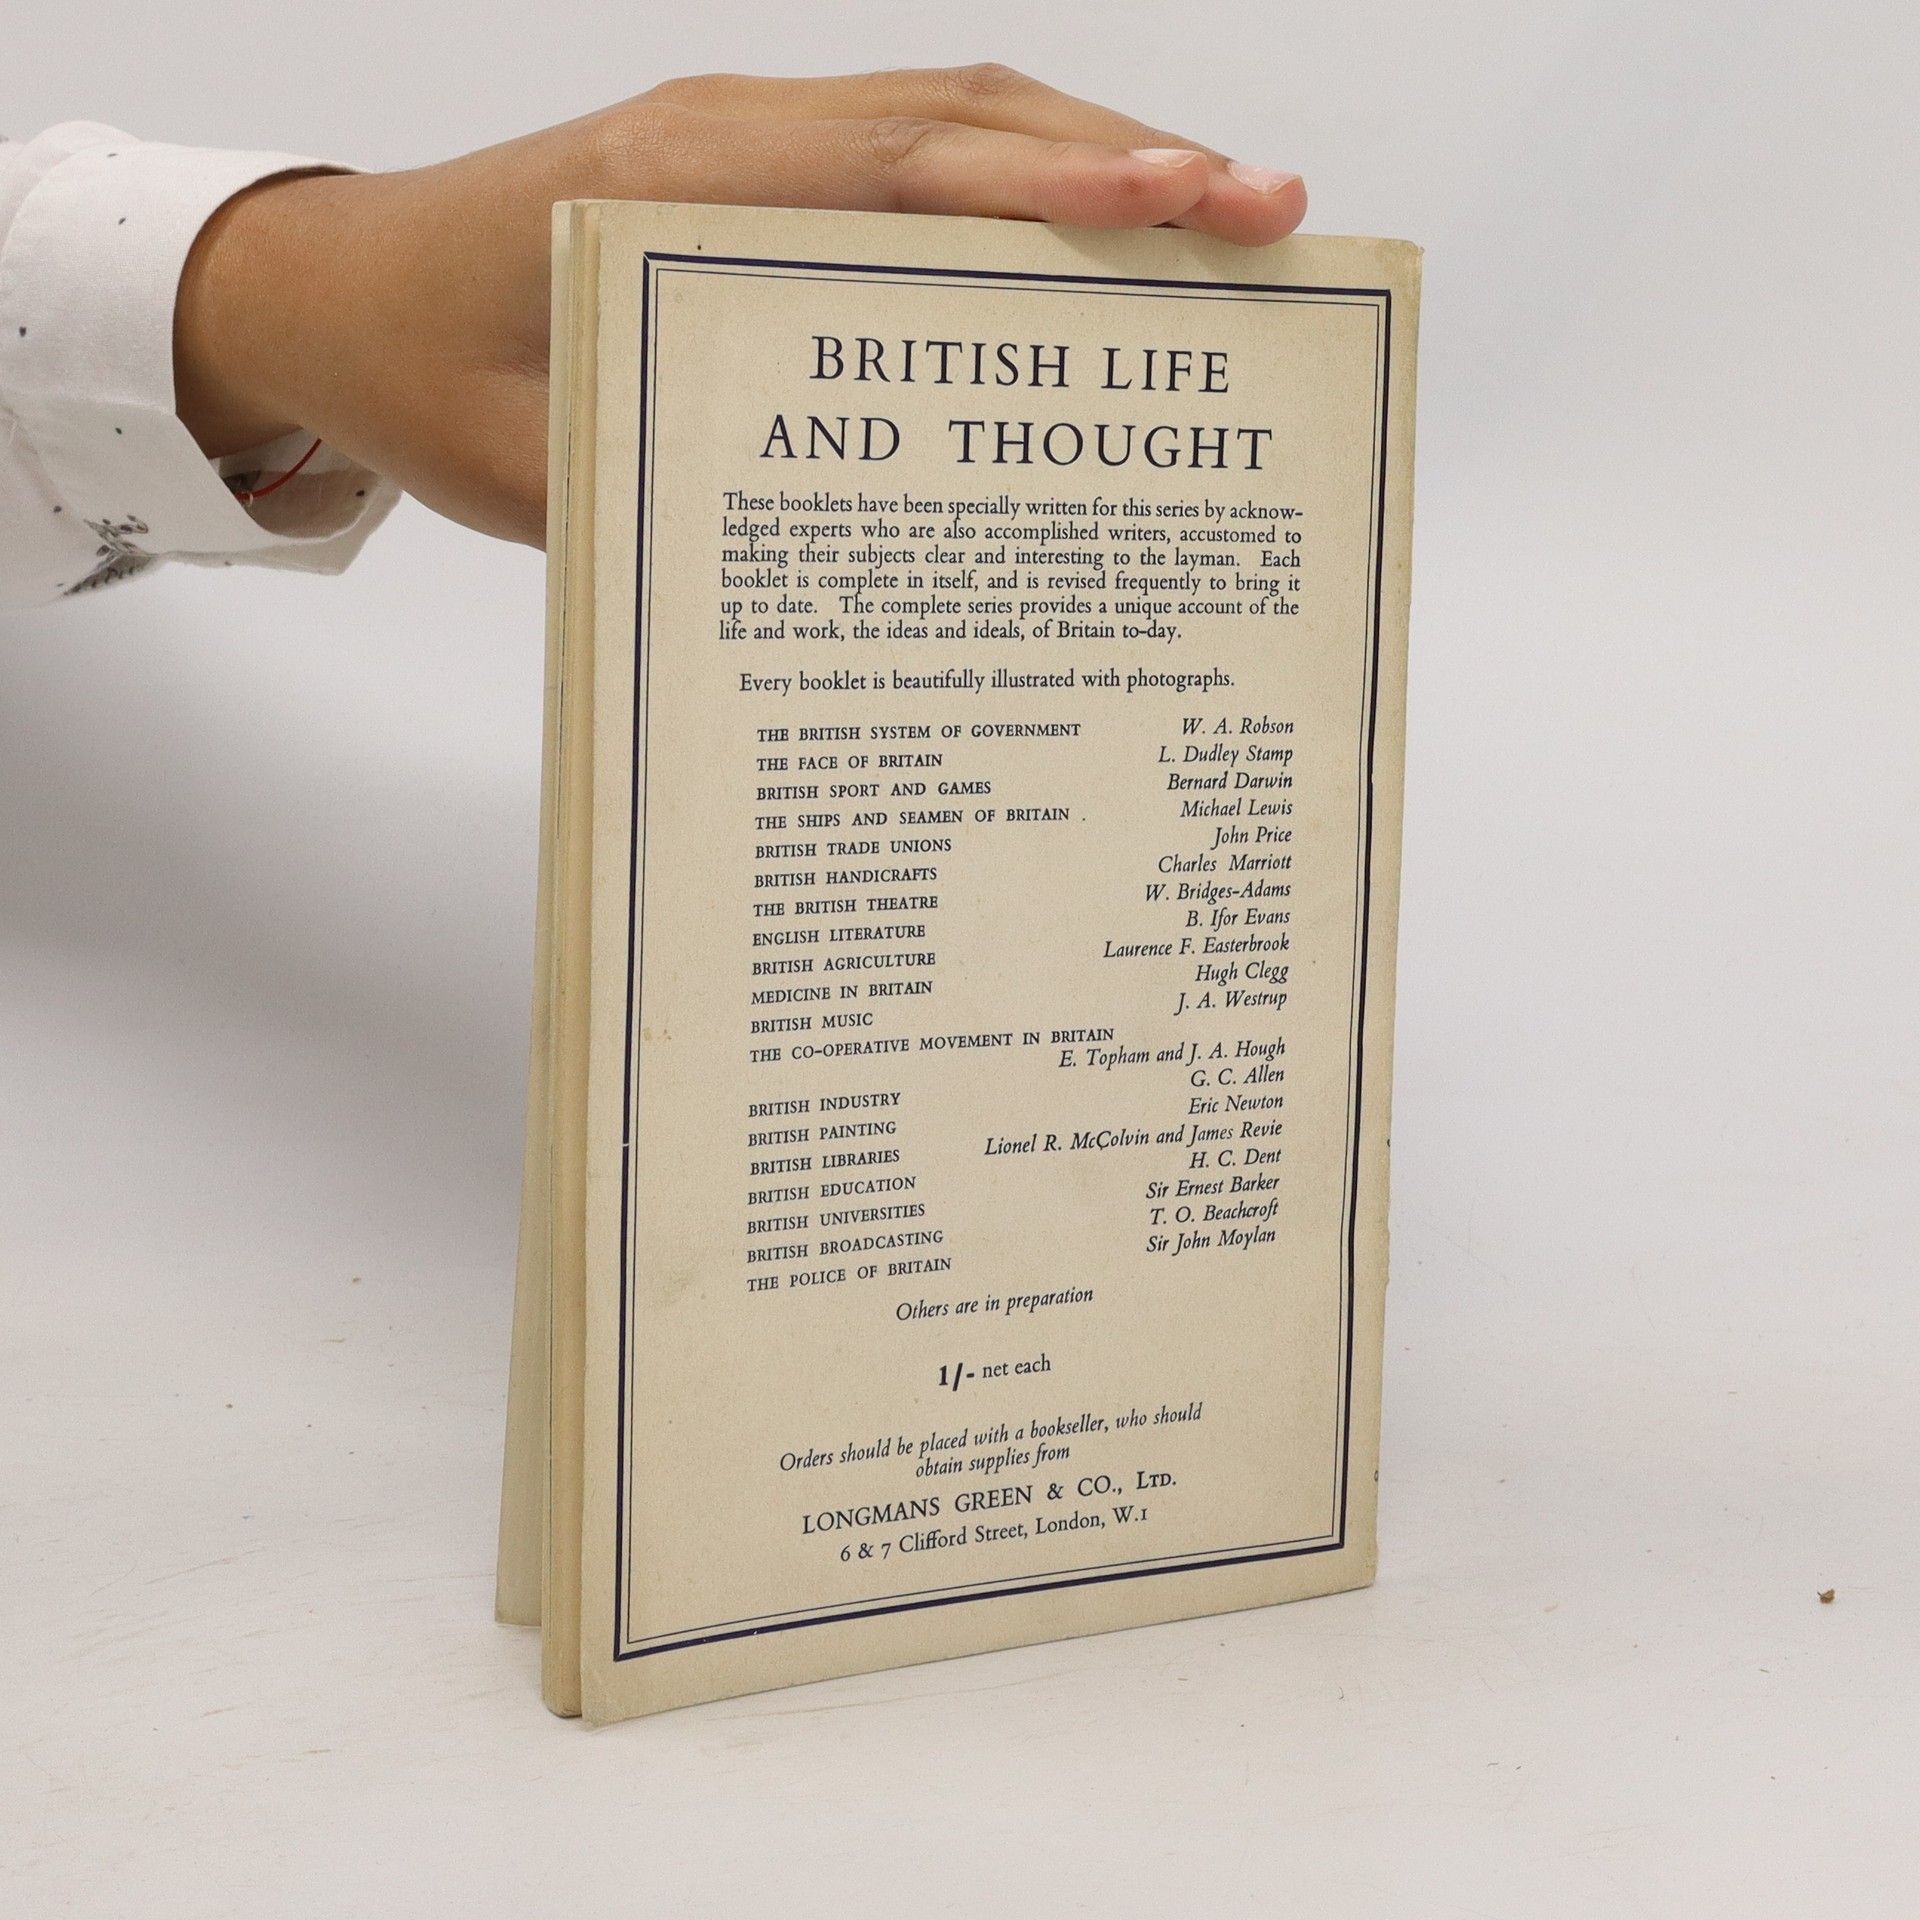 BRITISH LIFE
AND THOUGHT
These booklets have been specially written for this series by acknow-
ledged experts who are also accomplished writers, accustomed to
making their subjects clear and interesting to the layman. Each
booklet is complete in itself, and is revised frequently to bring it
up to date. The complete series provides a unique account of the
life and work, the ideas and ideals, of Britain to-day.
Every booklet is beautifully illustrated with photographs.
THE BRITISH SYSTEM OF GOVERNMENT W. A. Robson
THE FACE OF BRITAIN L. Dudley Stamp
BRITISH SPORT AND GAMES Bernard Darwin
THE SHIPS AND SEAMEN OF BRITAIN . Michael Lewis
BRITISH TRADE UNIONS John Price
BRITISH HANDICRAFTS Charles Marriott
THE BRITISH THEATRE W. Bridges-Adams
ENGLISH LITERATURE B. Ifor Evans
BRITISH AGRICULTURE Laurence F. Easterbrook
MEDICINE IN BRITAIN Hugh Clegg
BRITISH MUSIC J. A. Westrup
THE CO-OPERATIVE MOVEMENT IN BRITAIN
E. Topham and J. A. Hough
BRITISH INDUSTRY G. C. Allen
BRITISH PAINTING Eric Newton
BRITISH LIBRARIES Lionel R. McColvin and James Revie
BRITISH EDUCATION H. C. Dent
BRITISH UNIVERSITIES Sir Ernest Barker
BRITISH BROADCASTING T. O. Beachcroft
THE POLICE OF BRITAIN Sir John Moylan
Others are in preparation
1/- net each
Orders should be placed with a bookseller, who should
obtain supplies from
LONGMANS GREEN & CO., LTD.
6 & 7 Clifford Street, London, W.1